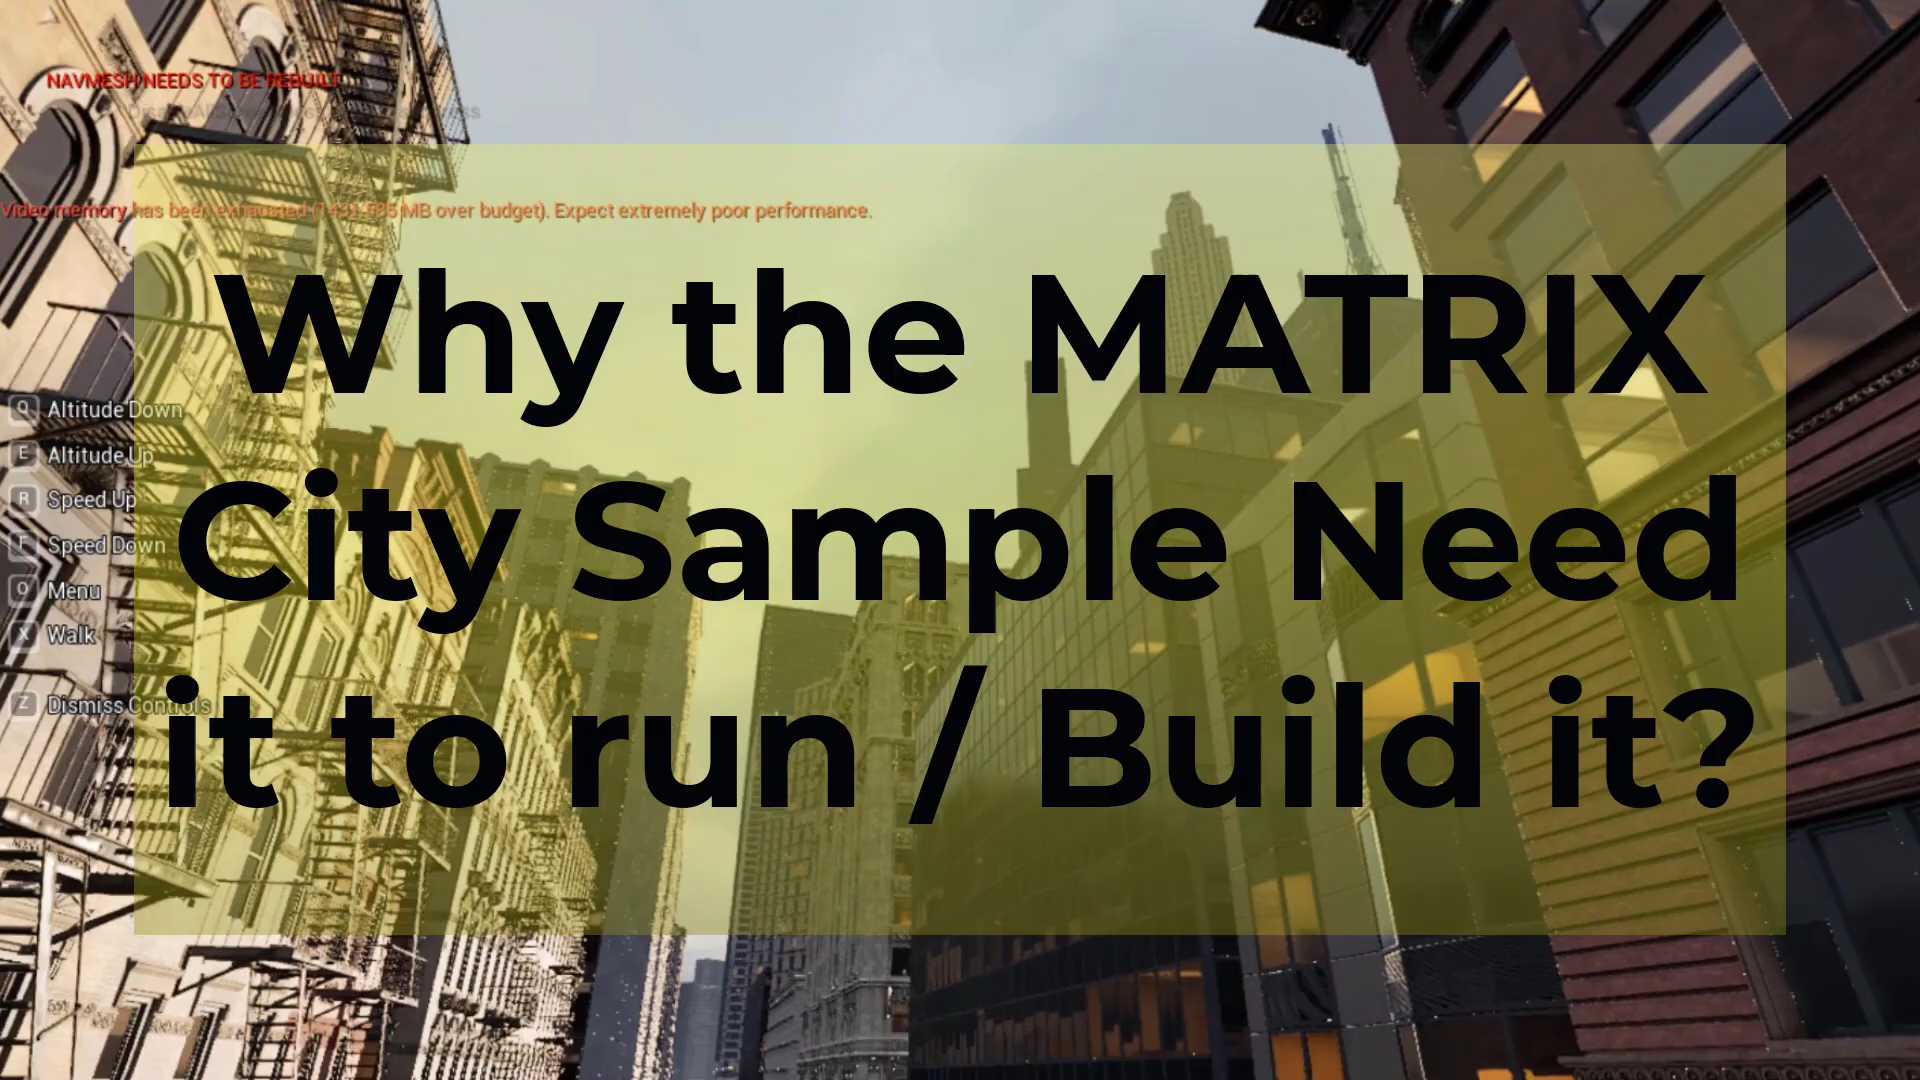 NAVMESH NEEDS TO BE REBUILT
Video memory has been exhausted (1431.585 MB over budget). Expect extremely poor performance.
Why the MATRIX
City Sample Need
it to run / Build it?
Q Altitude Down
E Altitude Up
R Speed Up
F Speed Down
O Menu
X Walk
Z Dismiss Controls